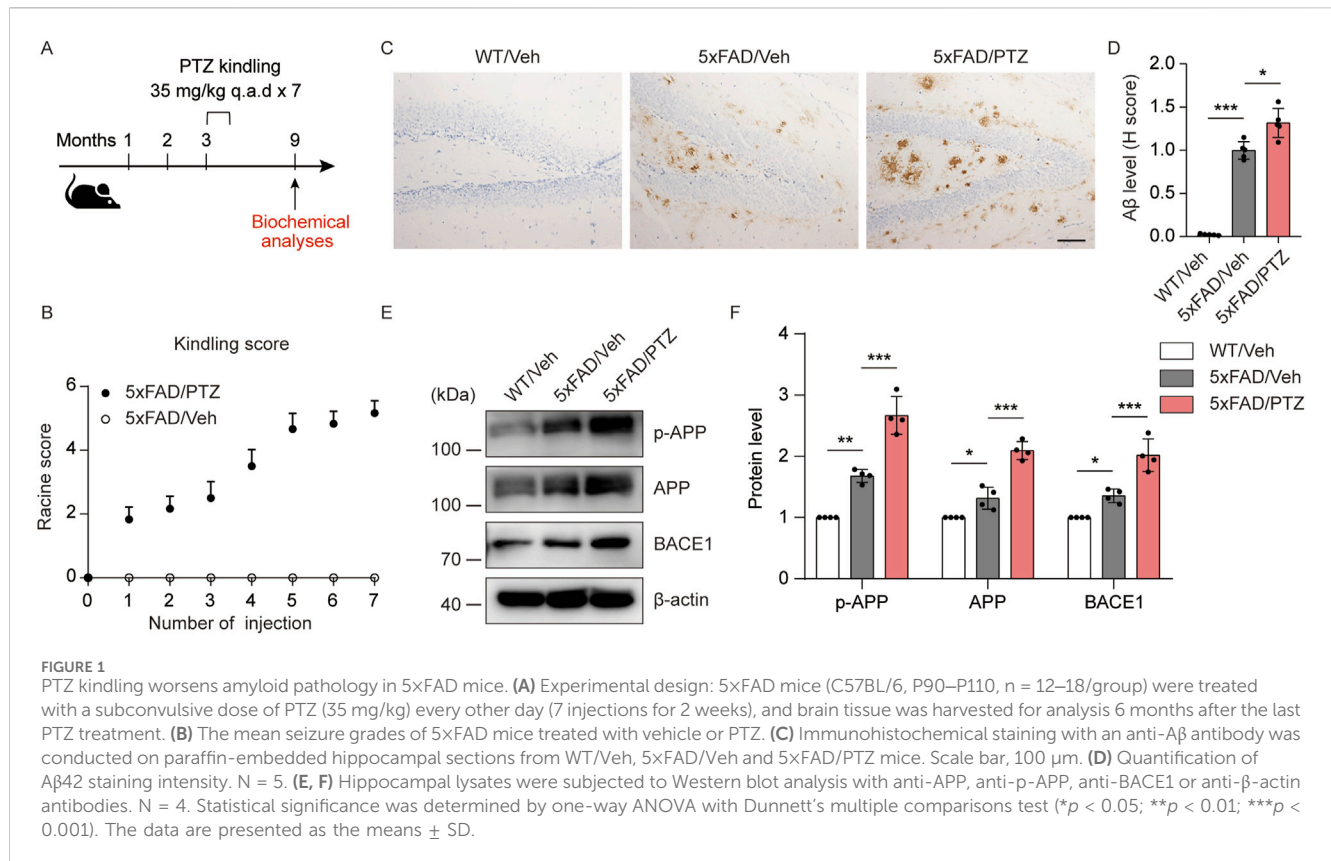 A
PTZ kindling
35 mg/kg q.a.d x 7
Months 1 2 3 9
Biochemical
analyses
B
Kindling score
5xFAD/PTZ
5xFAD/Veh
Racine score
6
4
2
0
0 1 2 3 4 5 6 7
Number of injection
C
WT/Veh 5xFAD/Veh 5xFAD/PTZ
D
Aβ level (H score)
2.0
1.5
1.0
0.5
0.0
*** *
WT/Veh
5xFAD/Veh
5xFAD/PTZ
E
WT/Veh
5xFAD/Veh
5xFAD/PTZ
(kDa)
p-APP
100
APP
100
BACE1
70
β-actin
40
F
Protein level
4
3
2
1
0
** ***
* ***
* ***
p-APP APP BACE1
WT/Veh
5xFAD/Veh
5xFAD/PTZ
FIGURE 1
PTZ kindling worsens amyloid pathology in 5×FAD mice. (A) Experimental design: 5×FAD mice (C57BL/6, P90–P110, n = 12–18/group) were treated
with a subconvulsive dose of PTZ (35 mg/kg) every other day (7 injections for 2 weeks), and brain tissue was harvested for analysis 6 months after the last
PTZ treatment. (B) The mean seizure grades of 5×FAD mice treated with vehicle or PTZ. (C) Immunohistochemical staining with an anti-Aβ antibody was
conducted on paraffin-embedded hippocampal sections from WT/Veh, 5×FAD/Veh and 5×FAD/PTZ mice. Scale bar, 100 μm. (D) Quantification of
Aβ42 staining intensity. N = 5. (E, F) Hippocampal lysates were subjected to Western blot analysis with anti-APP, anti-p-APP, anti-BACE1 or anti-β-actin
antibodies. N = 4. Statistical significance was determined by one-way ANOVA with Dunnett's multiple comparisons test (*p < 0.05; **p < 0.01; ***p <
0.001). The data are presented as the means ± SD.